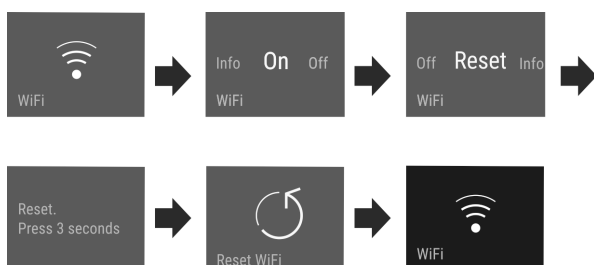 WiFi
Info On Off
WiFi
Off Reset Info
WiFi
Reset.
Press 3 seconds
Reset WiFi
WiFi